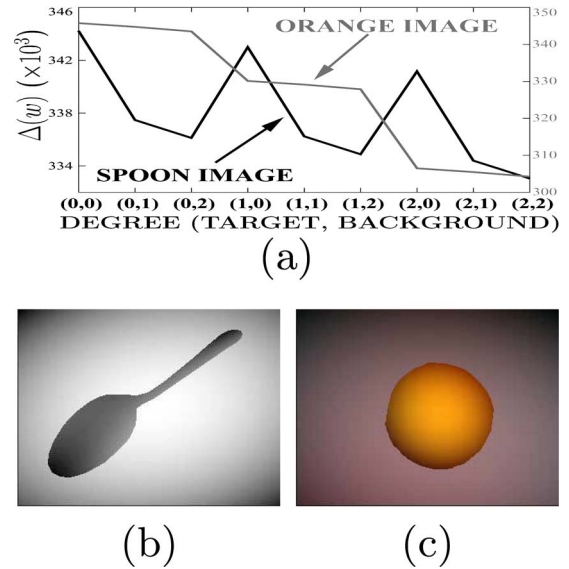 346
342
338
334
Δ(w) (×10³)
350
340
330
320
310
300
ORANGE IMAGE
SPOON IMAGE
(0,0) (0,1) (0,2) (1,0) (1,1) (1,2) (2,0) (2,1) (2,2)
DEGREE (TARGET, BACKGROUND)
(a)
(b) (c)